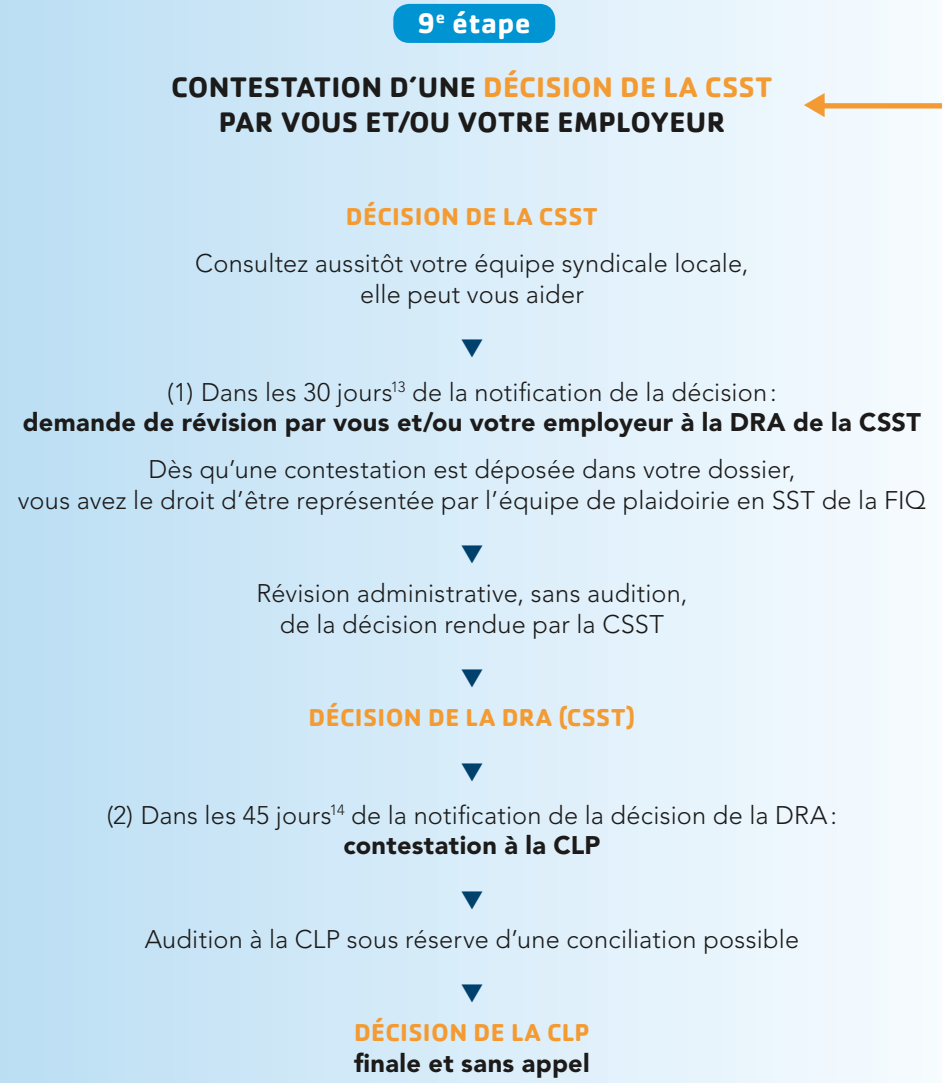 9e étape
CONTESTATION D'UNE DÉCISION DE LA CSST
PAR VOUS ET/OU VOTRE EMPLOYEUR
DÉCISION DE LA CSST
Consultez aussitôt votre équipe syndicale locale,
elle peut vous aider
(1) Dans les 30 jours13 de la notification de la décision :
demande de révision par vous et/ou votre employeur à la DRA de la CSST
Dès qu'une contestation est déposée dans votre dossier,
vous avez le droit d'être représentée par l'équipe de plaidoirie en SST de la FIQ
Révision administrative, sans audition,
de la décision rendue par la CSST
DÉCISION DE LA DRA (CSST)
(2) Dans les 45 jours14 de la notification de la décision de la DRA :
contestation à la CLP
Audition à la CLP sous réserve d'une conciliation possible
DÉCISION DE LA CLP
finale et sans appel